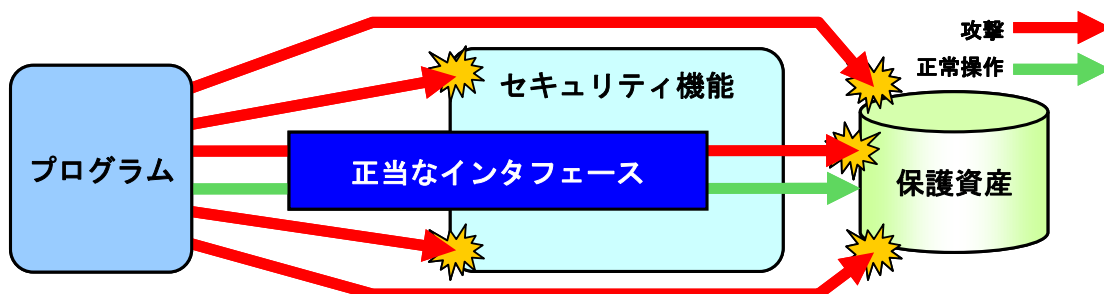 攻撃
正常操作
セキュリティ機能
プログラム
正当なインタフェース
保護資産